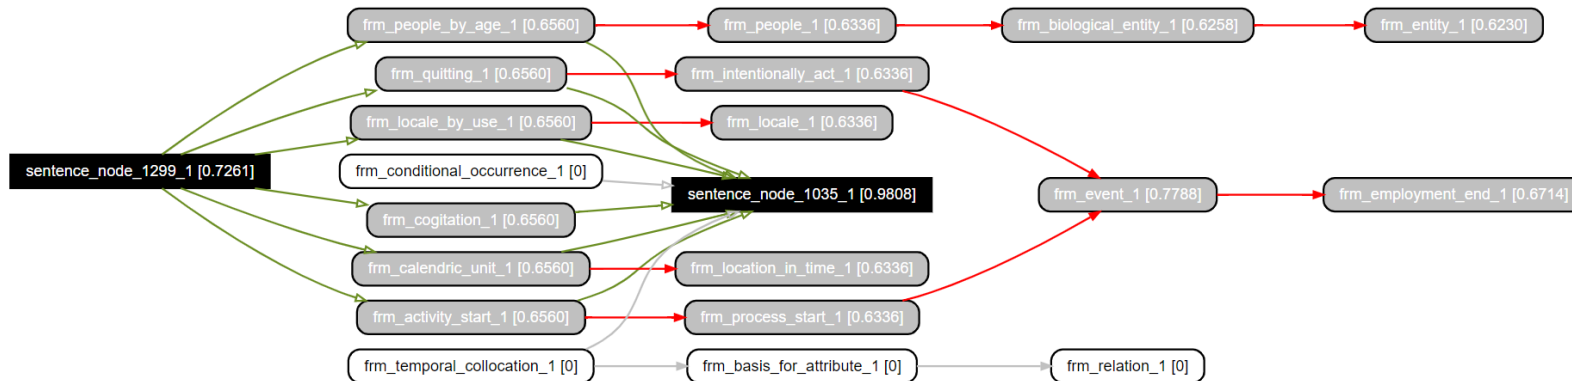 frm_people_by_age_1 [0.6560]
frm_people_1 [0.6336]
frm_biological_entity_1 [0.6258]
frm_entity_1 [0.6230]
frm_quitting_1 [0.6560]
frm_intentionally_act_1 [0.6336]
frm_locale_by_use_1 [0.6560]
frm_locale_1 [0.6336]
sentence_node_1299_1 [0.7261]
frm_conditional_occurrence_1 [0]
sentence_node_1035_1 [0.9808]
frm_event_1 [0.7788]
frm_employment_end_1 [0.6714]
frm_cogitation_1 [0.6560]
frm_calendric_unit_1 [0.6560]
frm_location_in_time_1 [0.6336]
frm_activity_start_1 [0.6560]
frm_process_start_1 [0.6336]
frm_temporal_collocation_1 [0]
frm_basis_for_attribute_1 [0]
frm_relation_1 [0]